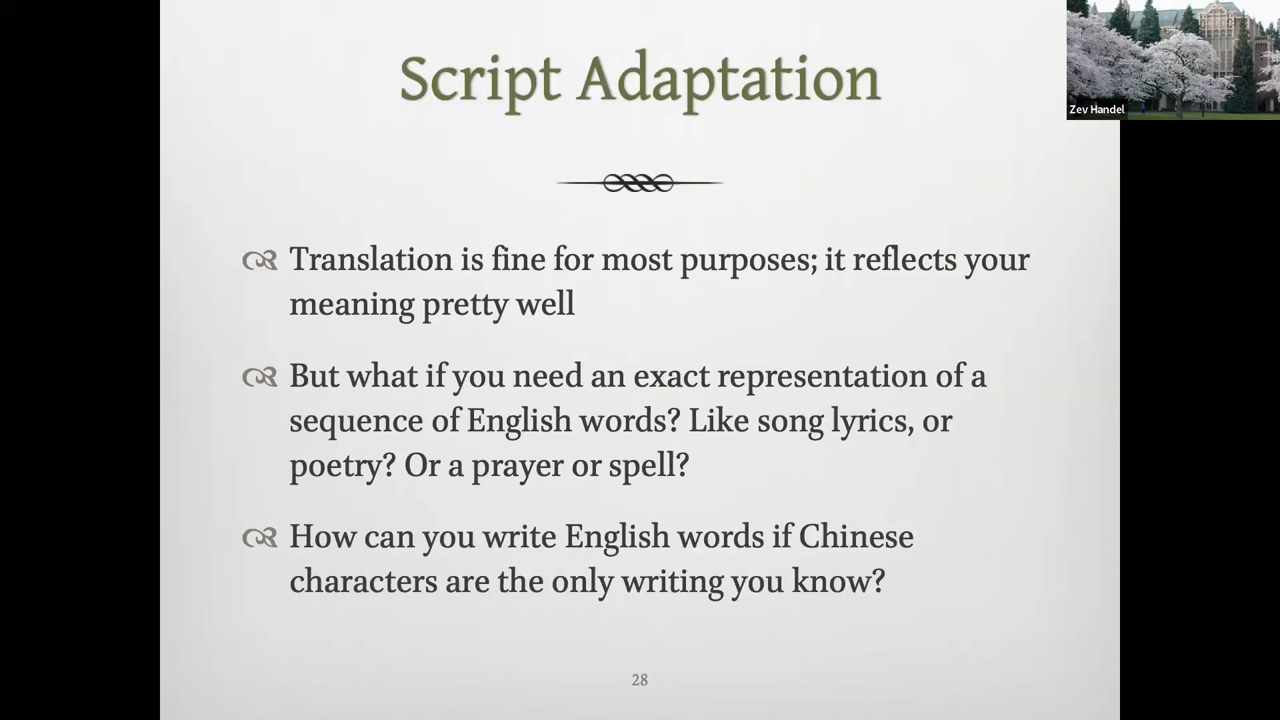 Script Adaptation
Zev Handel
Translation is fine for most purposes; it reflects your
meaning pretty well
But what if you need an exact representation of a
sequence of English words? Like song lyrics, or
poetry? Or a prayer or spell?
How can you write English words if Chinese
characters are the only writing you know?
28